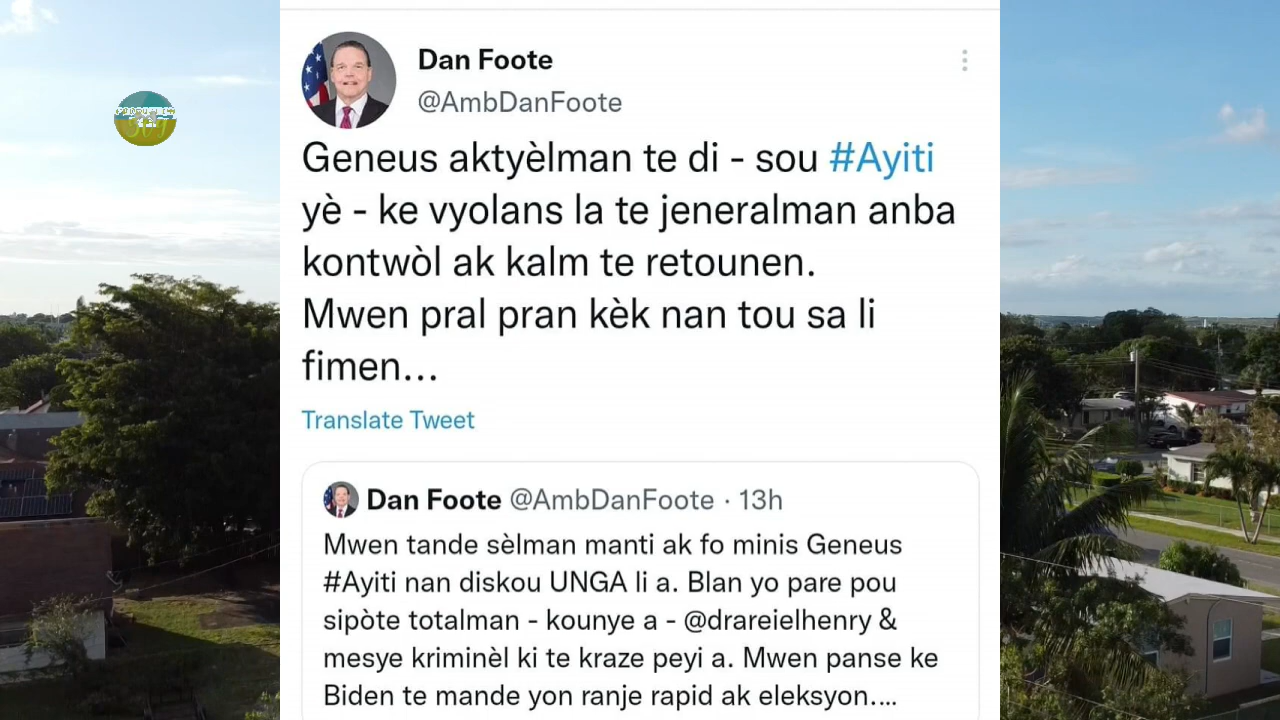 Dan Foote
@AmbDanFoote
Geneus aktyèlman te di - sou #Ayiti
yè - ke vyolans la te jeneralman anba
kontwòl ak kalm te retounen.
Mwen pral pran kèk nan tou sa li
fimen...
Translate Tweet
Dan Foote @AmbDanFoote · 13h
Mwen tande sèlman manti ak fo minis Geneus
#Ayiti nan diskou UNGA li a. Blan yo pare pou
sipòte totalman - kounye a - @drareielhenry &
mesye kriminèl ki te kraze peyi a. Mwen panse ke
Biden te mande yon ranje rapid ak eleksyon....